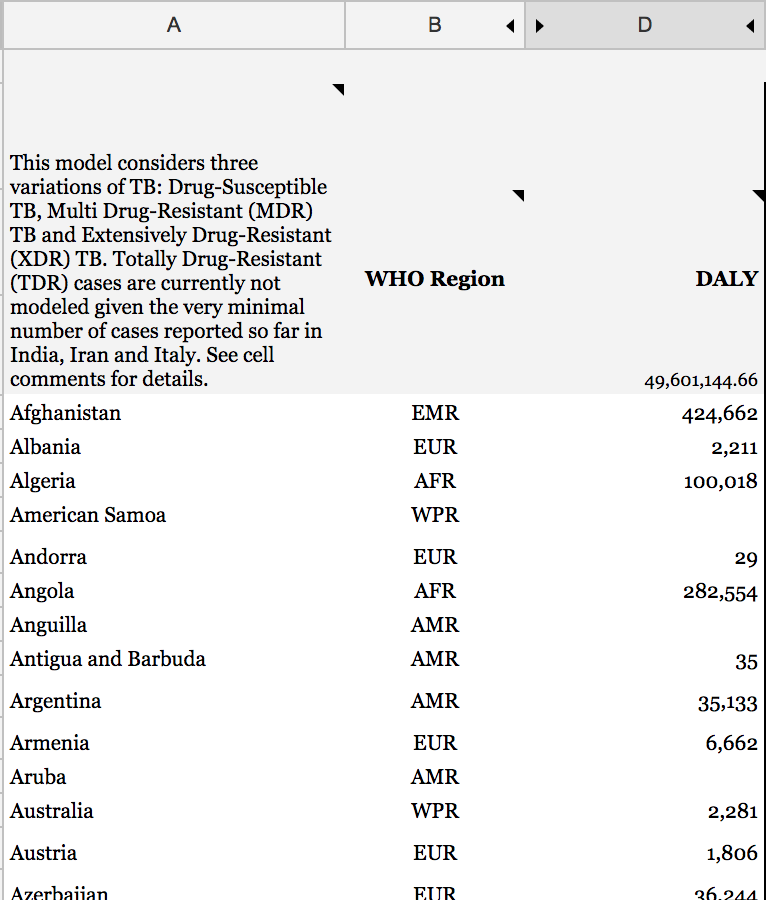 A B D
This model considers three
variations of TB: Drug-Susceptible
TB, Multi Drug-Resistant (MDR)
TB and Extensively Drug-Resistant
(XDR) TB. Totally Drug-Resistant
(TDR) cases are currently not
modeled given the very minimal
number of cases reported so far in
India, Iran and Italy. See cell
comments for details.
WHO Region
DALY
49,601,144.66
Afghanistan EMR 424,662
Albania EUR 2,211
Algeria AFR 100,018
American Samoa WPR
Andorra EUR 29
Angola AFR 282,554
Anguilla AMR
Antigua and Barbuda AMR 35
Argentina AMR 35,133
Armenia EUR 6,662
Aruba AMR
Australia WPR 2,281
Austria EUR 1,806
Azerbaijan EUR 36,244